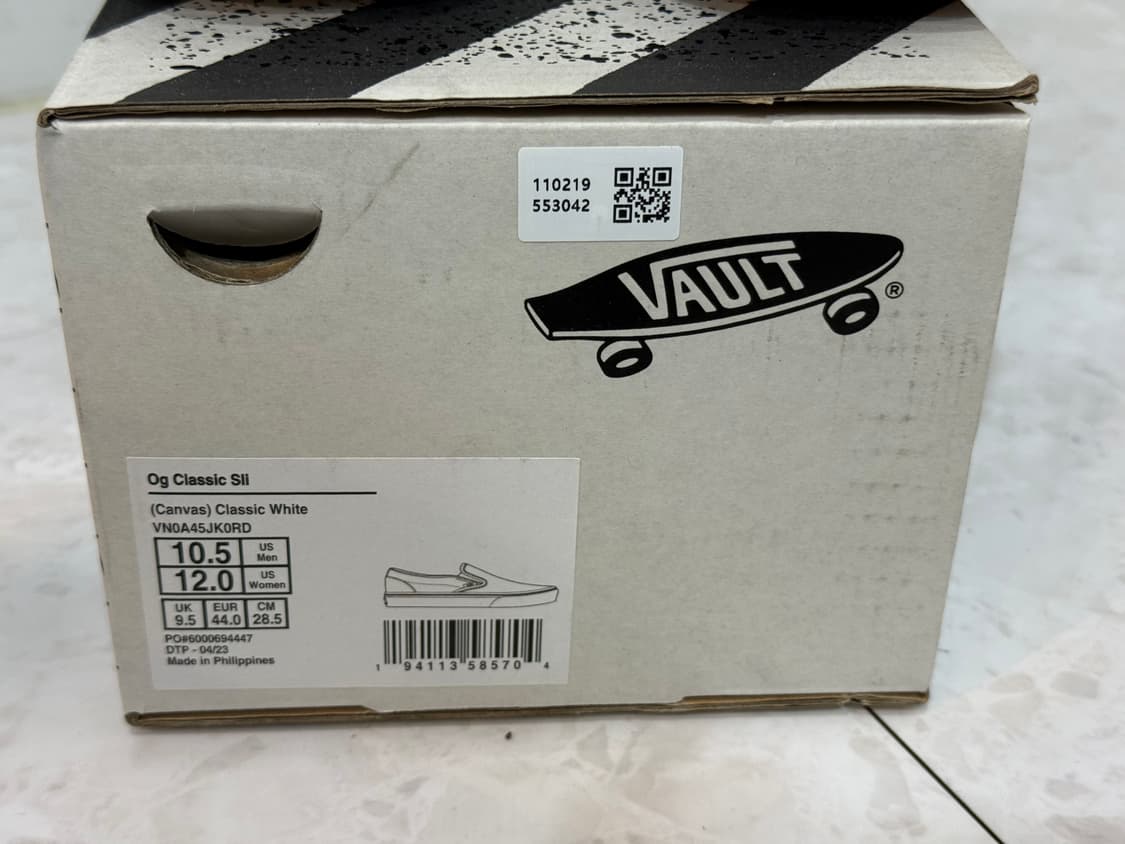 110219
553042
VAULT
®
Og Classic Sli
(Canvas) Classic White
VN0A45JK0RD
10.5 US Men
12.0 US Women
UK EUR CM
9.5 44.0 28.5
PO#6000694447
DTP - 04/23
Made in Philippines
1 94113 58570 4